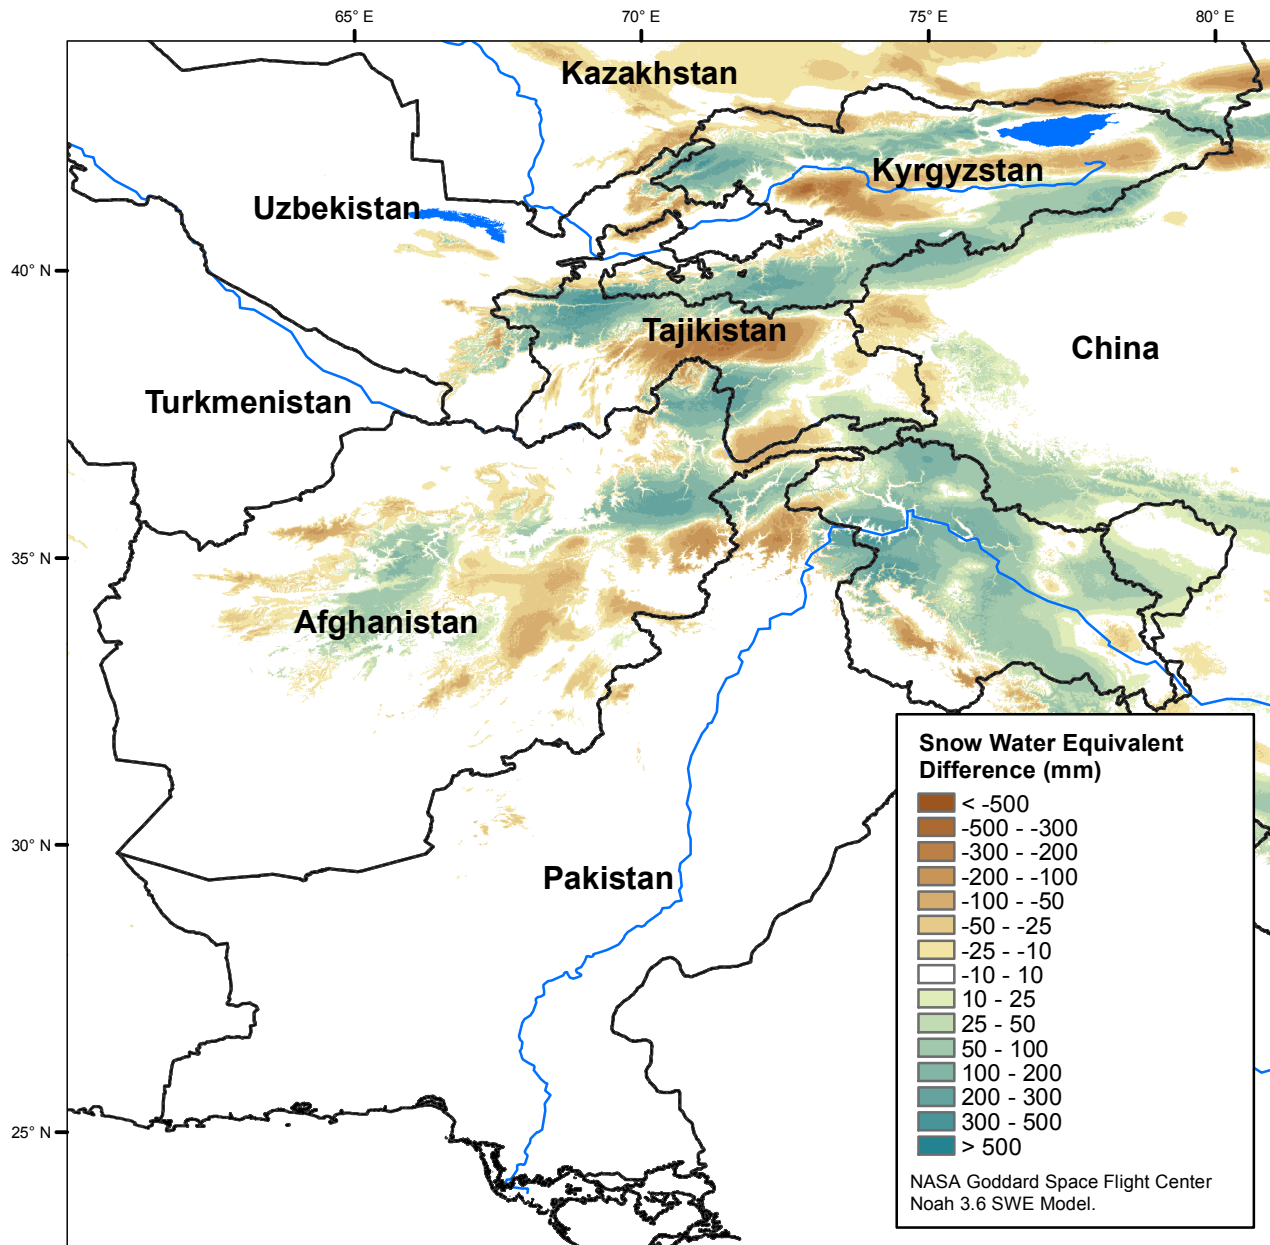 65° E
70° E
75° E
80° E
Kazakhstan
Kyrgyzstan
Uzbekistan
40° N
Tajikistan
China
Turkmenistan
35° N
Afghanistan
Snow Water Equivalent
Difference (mm)
< -500
-500 - -300
-300 - -200
-200 - -100
-100 - -50
-50 - -25
-25 - -10
-10 - 10
10 - 25
25 - 50
50 - 100
100 - 200
200 - 300
300 - 500
> 500
30° N
Pakistan
25° N
NASA Goddard Space Flight Center
Noah 3.6 SWE Model.